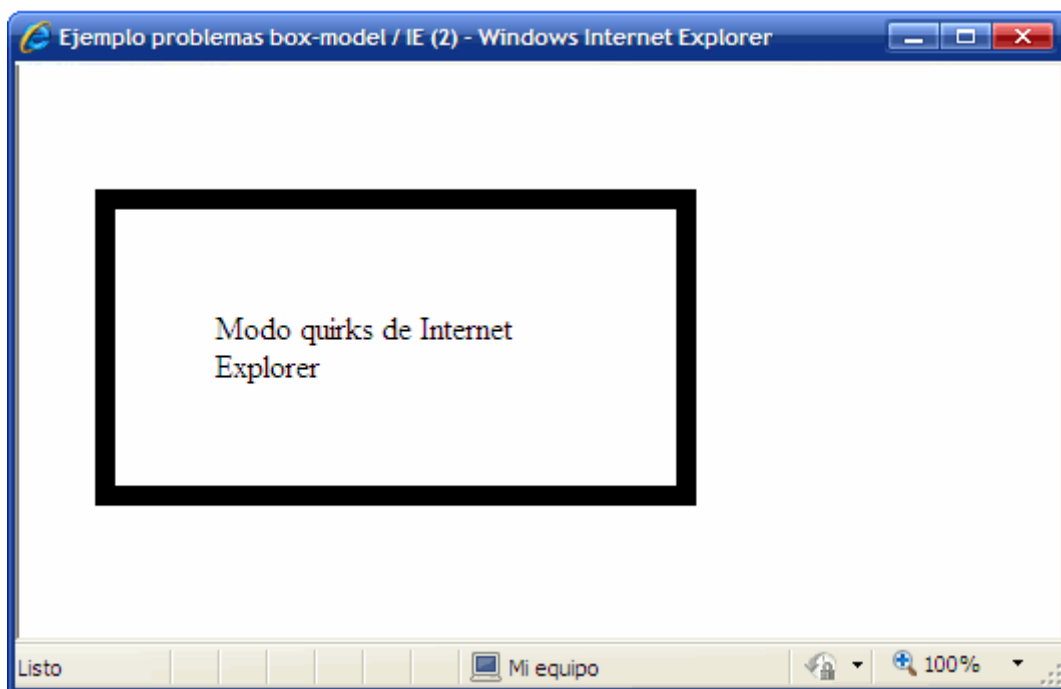 Ejemplo problemas box-model / IE (2) - Windows Internet Explorer
Modo quirks de Internet
Explorer
Listo
Mi equipo
100%